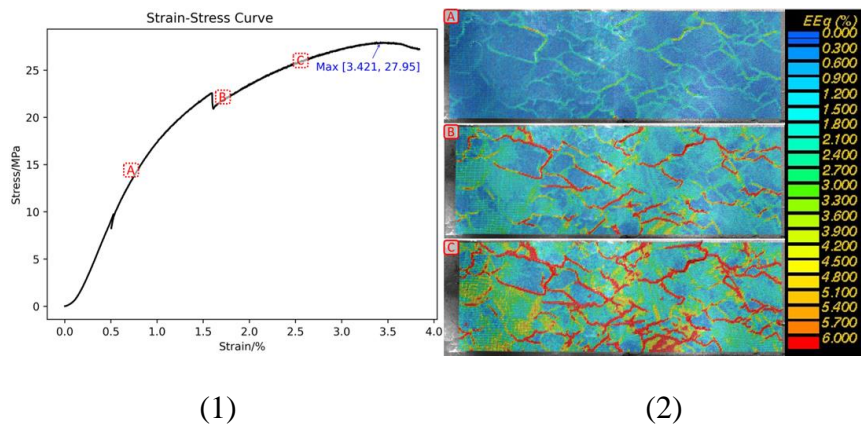 Strain-Stress Curve
Stress/MPa
25
20
15
10
5
0
0.0 0.5 1.0 1.5 2.0 2.5 3.0 3.5 4.0
Strain/%
A
B
C
Max [3.421, 27.95]
A
B
C
EEq (%)
0.000
0.300
0.600
0.900
1.200
1.500
1.800
2.100
2.400
2.700
3.000
3.300
3.600
3.900
4.200
4.500
4.800
5.100
5.400
5.700
6.000
(1)
(2)